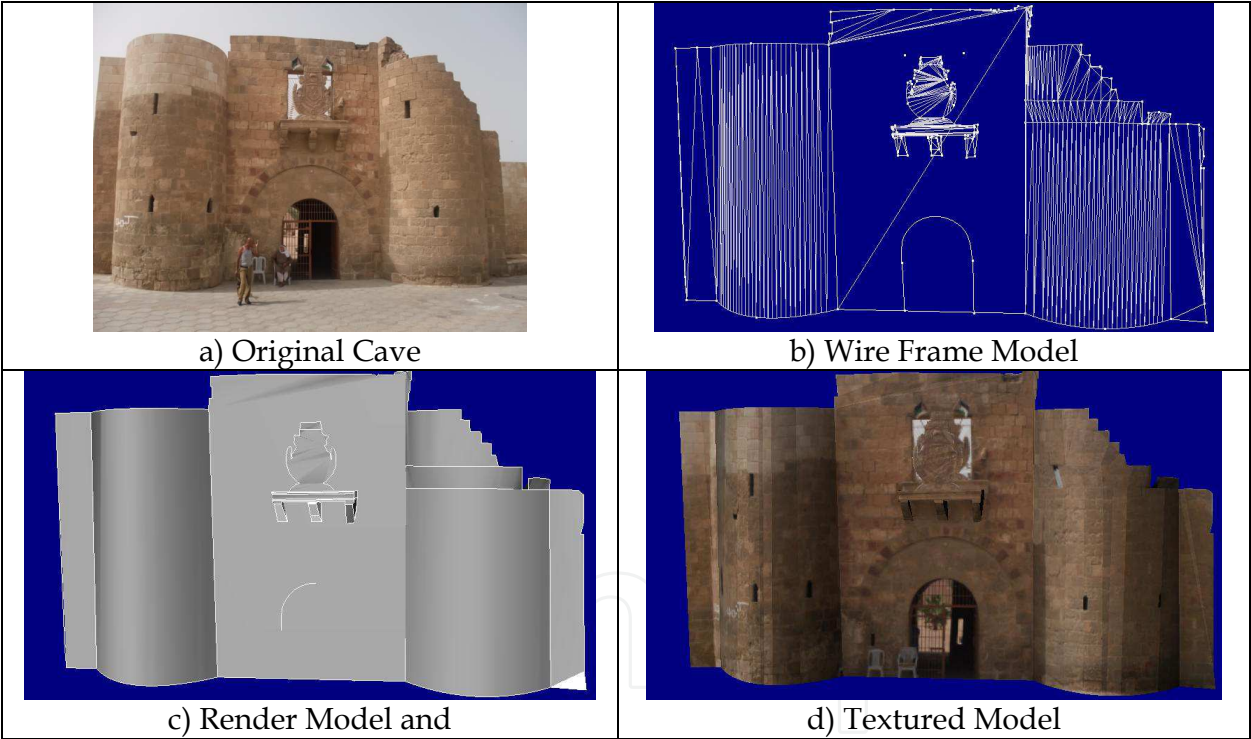 a) Original Cave
b) Wire Frame Model
c) Render Model and
d) Textured Model